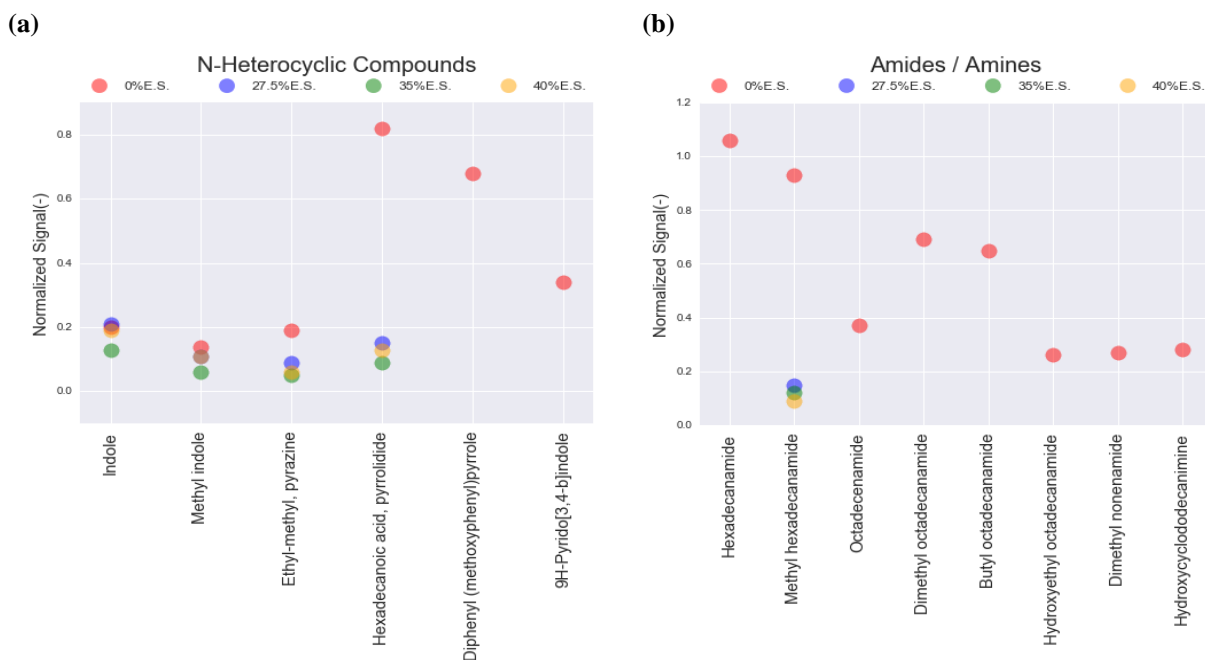 (a)
N-Heterocyclic Compounds
0%E.S. 27.5%E.S. 35%E.S. 40%E.S.
Normalized Signal(-)
0.8
0.6
0.4
0.2
0.0
Indole
Methyl indole
Ethyl-methyl, pyrazine
Hexadecanoic acid, pyrrolidide
Diphenyl (methoxyphenyl)pyrrole
9H-Pyrido[3,4-b]indole
(b)
Amides / Amines
0%E.S. 27.5%E.S. 35%E.S. 40%E.S.
Normalized Signal(-)
1.2
1.0
0.8
0.6
0.4
0.2
0.0
Hexadecanamide
Methyl hexadecanamide
Octadecenamide
Dimethyl octadecanamide
Butyl octadecanamide
Hydroxyethyl octadecanamide
Dimethyl nonenamide
Hydroxycyclododecanimine